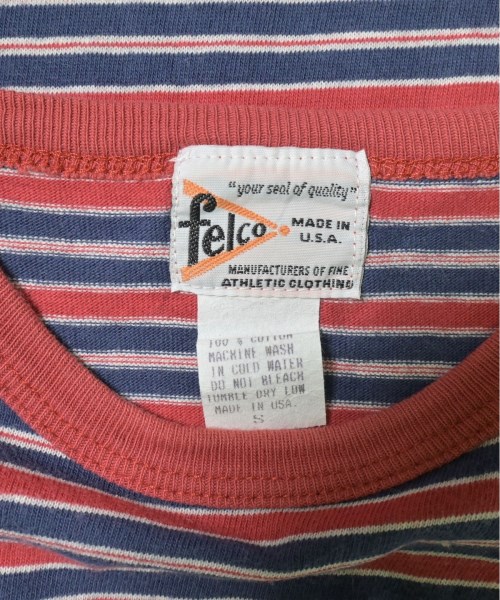 "your seal of quality"
felco
MADE IN
U.S.A.
MANUFACTURERS OF FINE
ATHLETIC CLOTHING
100 % COTTON
MACHINE WASH
IN COLD WATER
DO NOT BLEACH
TUMBLE DRY LOW
MADE IN USA.
S